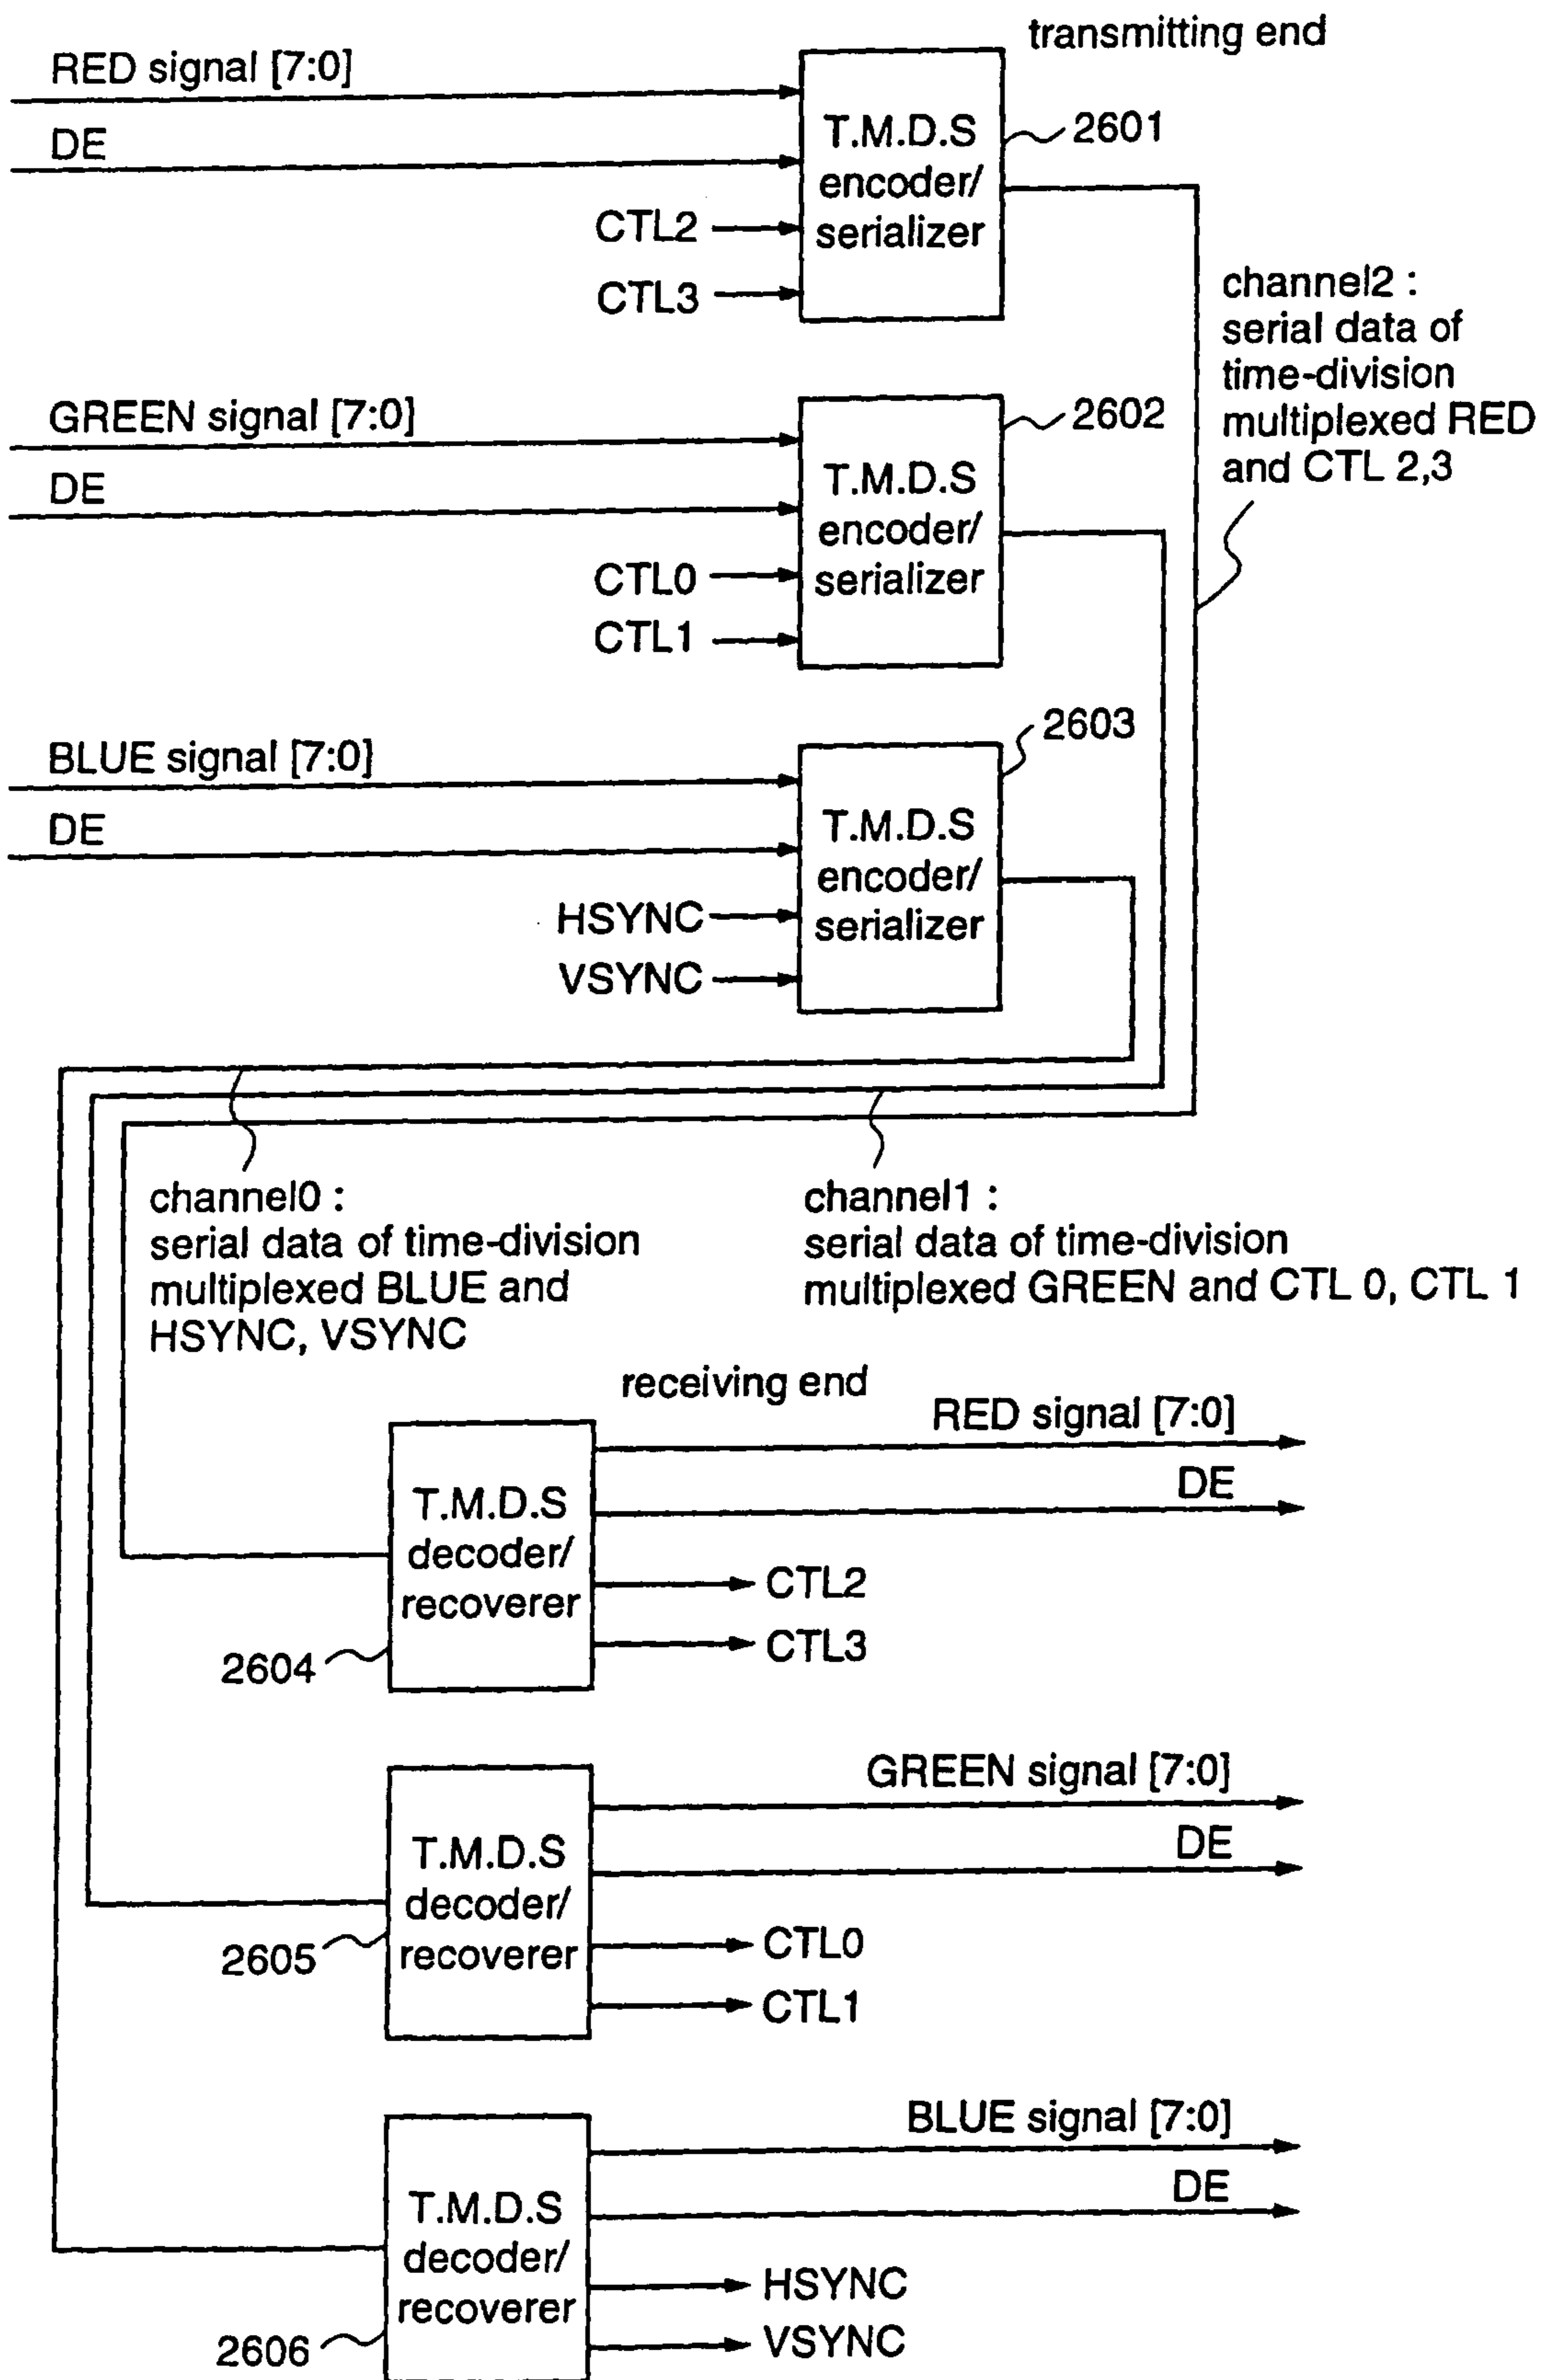 transmitting end
RED signal [7:0]
DE
CTL2
CTL3
T.M.D.S
encoder/
serializer
2601
channel2 :
serial data of
time-division
multiplexed RED
and CTL 2,3
GREEN signal [7:0]
DE
CTL0
CTL1
T.M.D.S
encoder/
serializer
2602
BLUE signal [7:0]
DE
HSYNC
VSYNC
T.M.D.S
encoder/
serializer
2603
channel0 :
serial data of time-division
multiplexed BLUE and
HSYNC, VSYNC
channel1 :
serial data of time-division
multiplexed GREEN and CTL 0, CTL 1
receiving end
T.M.D.S
decoder/
recoverer
2604
RED signal [7:0]
DE
CTL2
CTL3
T.M.D.S
decoder/
recoverer
2605
GREEN signal [7:0]
DE
CTL0
CTL1
T.M.D.S
decoder/
recoverer
2606
BLUE signal [7:0]
DE
HSYNC
VSYNC